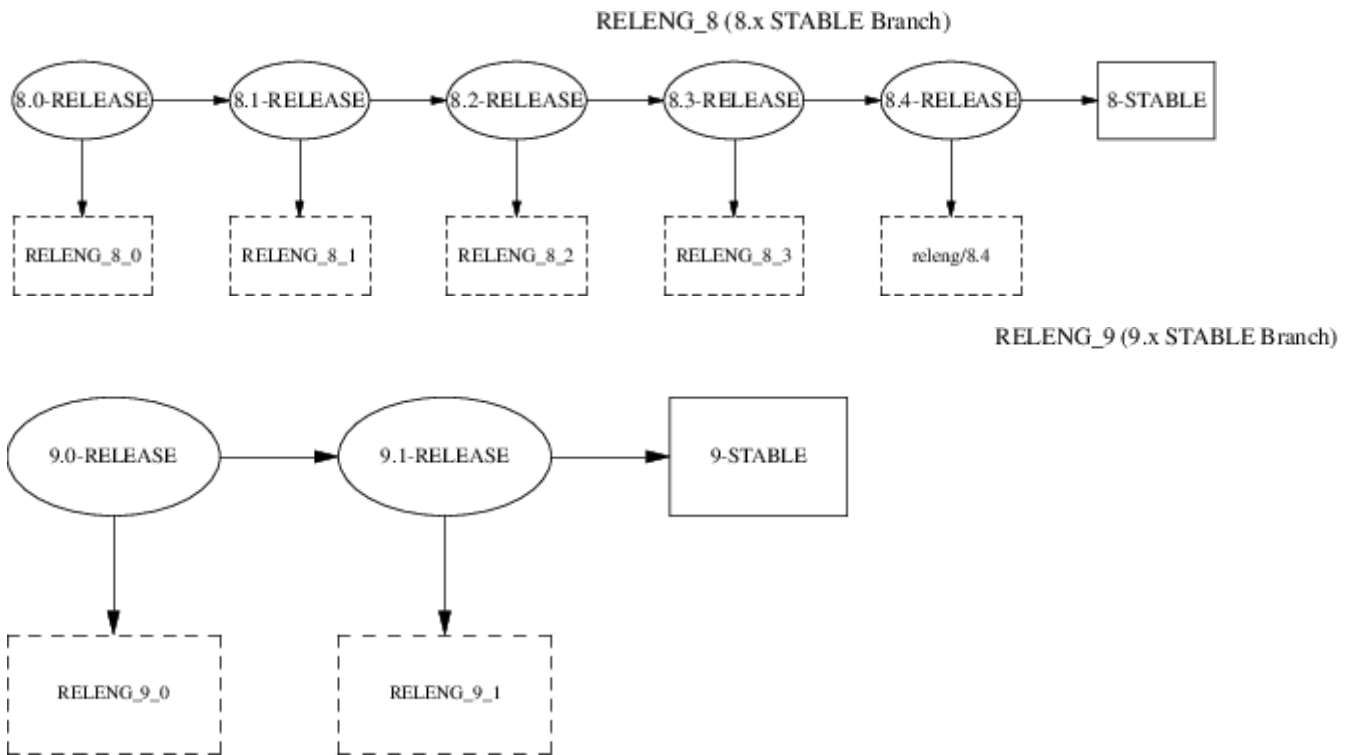 RELENG_8 (8.x STABLE Branch)
8.0-RELEASE
8.1-RELEASE
8.2-RELEASE
8.3-RELEASE
8.4-RELEASE
8-STABLE
RELENG_8_0
RELENG_8_1
RELENG_8_2
RELENG_8_3
releng/8.4
RELENG_9 (9.x STABLE Branch)
9.0-RELEASE
9.1-RELEASE
9-STABLE
RELENG_9_0
RELENG_9_1